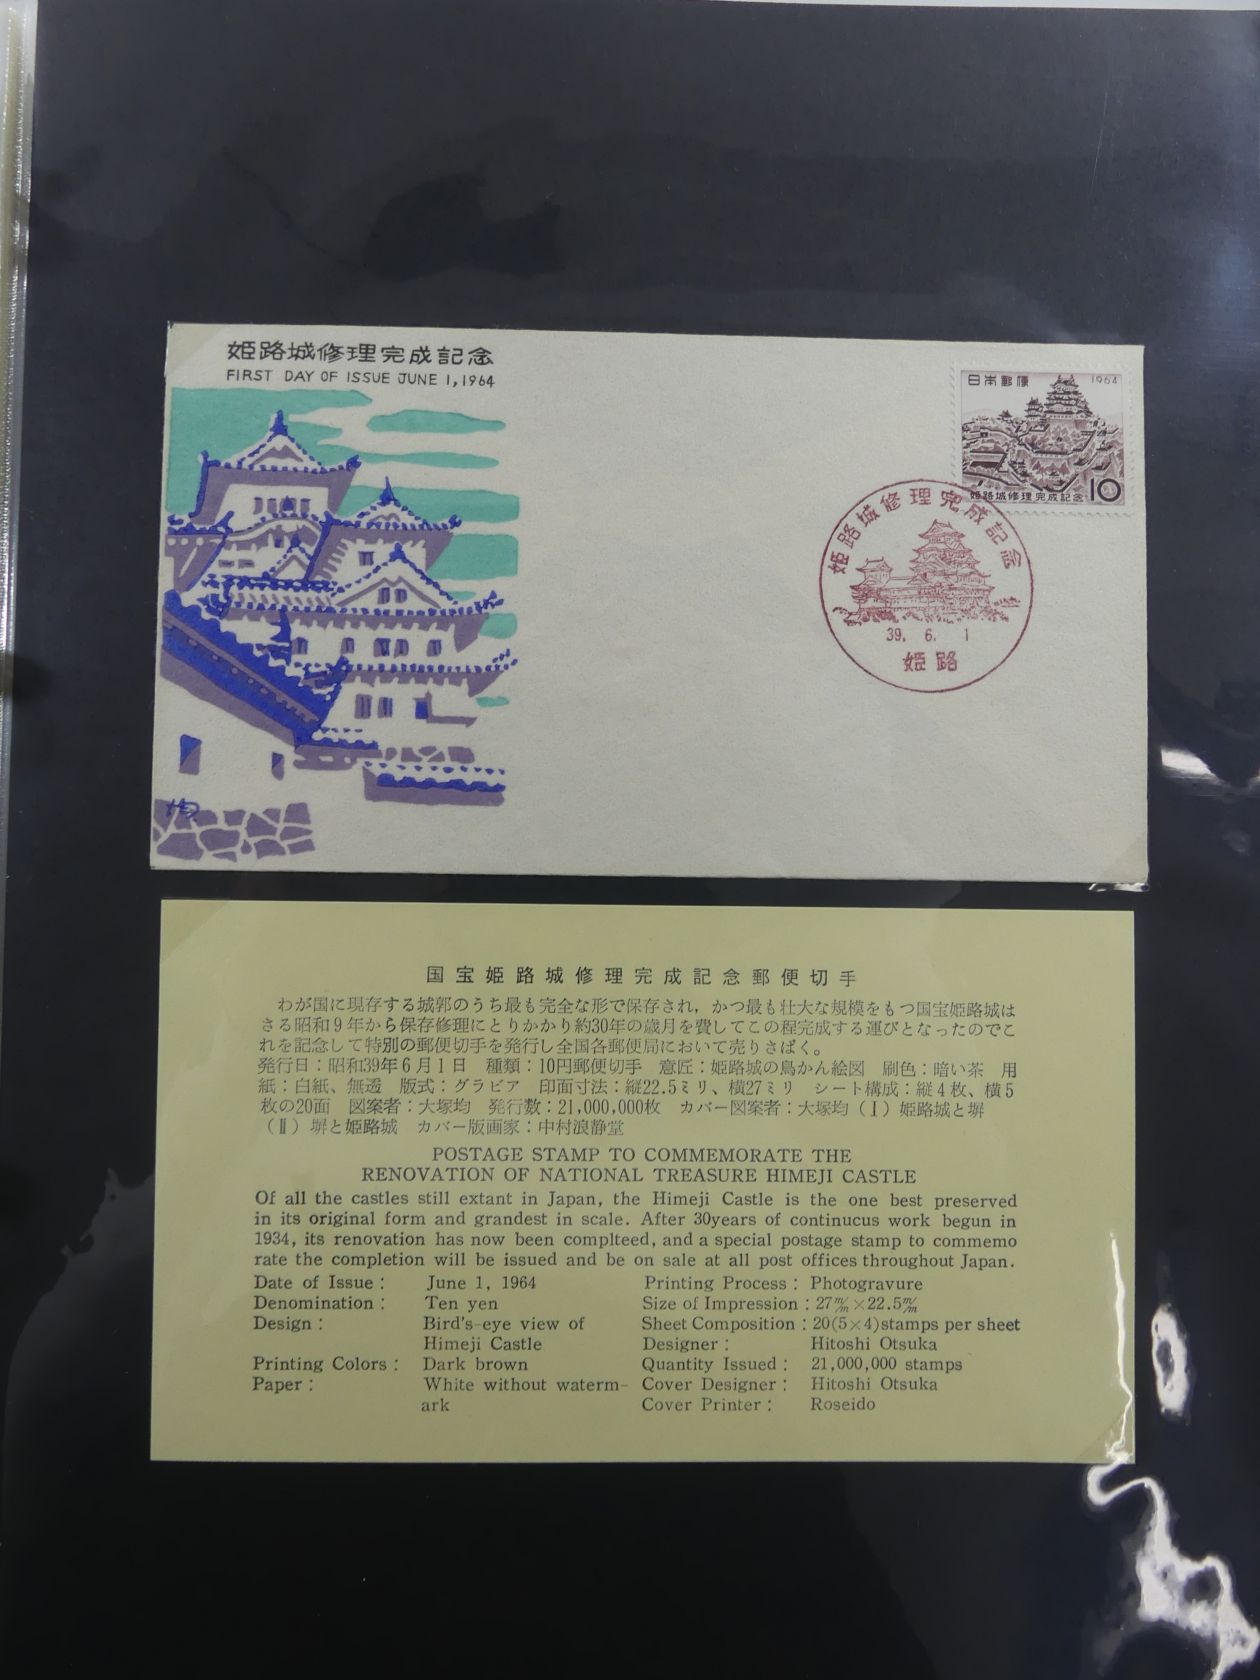 姫路城修理完成記念
FIRST DAY OF ISSUE JUNE 1, 1964
日本郵便 1964
姫路城修理完成記念 10
姫路城修理完成記念
39. 6. 1
姫路
国宝姫路城修理完成記念郵便切手
わが国に現存する城郭のうち最も完全な形で保存され，かつ最も壮大な規模をもつ国宝姫路城は
さる昭和9年から保存修理にとりかかり約30年の歳月を費してこの程完成する運びとなったのでこ
れを記念して特別の郵便切手を発行し全国各郵便局において売りさばく。
発行日：昭和39年6月1日　種類：10円郵便切手　意匠：姫路城の鳥かん絵図　刷色：暗い茶　用
紙：白紙、無透　版式：グラビア　印面寸法：縦22.5ミリ、横27ミリ　シート構成：縦4枚、横5
枚の20面　図案者：大塚均　発行数：21,000,000枚　カバー図案者：大塚均（Ⅰ）姫路城と塀
（Ⅱ）塀と姫路城　カバー版画家：中村浪静堂
POSTAGE STAMP TO COMMEMORATE THE
RENOVATION OF NATIONAL TREASURE HIMEJI CASTLE
Of all the castles still extant in Japan, the Himeji Castle is the one best preserved
in its original form and grandest in scale. After 30years of continucus work begun in
1934, its renovation has now been complteed, and a special postage stamp to commemo
rate the completion will be issued and be on sale at all post offices throughout Japan.
Date of Issue : June 1, 1964 Printing Process : Photogravure
Denomination : Ten yen Size of Impression : 27m/m×22.5m/m
Design : Bird's-eye view of Sheet Composition : 20(5×4)stamps per sheet
Himeji Castle Designer : Hitoshi Otsuka
Printing Colors : Dark brown Quantity Issued : 21,000,000 stamps
Paper : White without waterm- Cover Designer : Hitoshi Otsuka
ark Cover Printer : Roseido